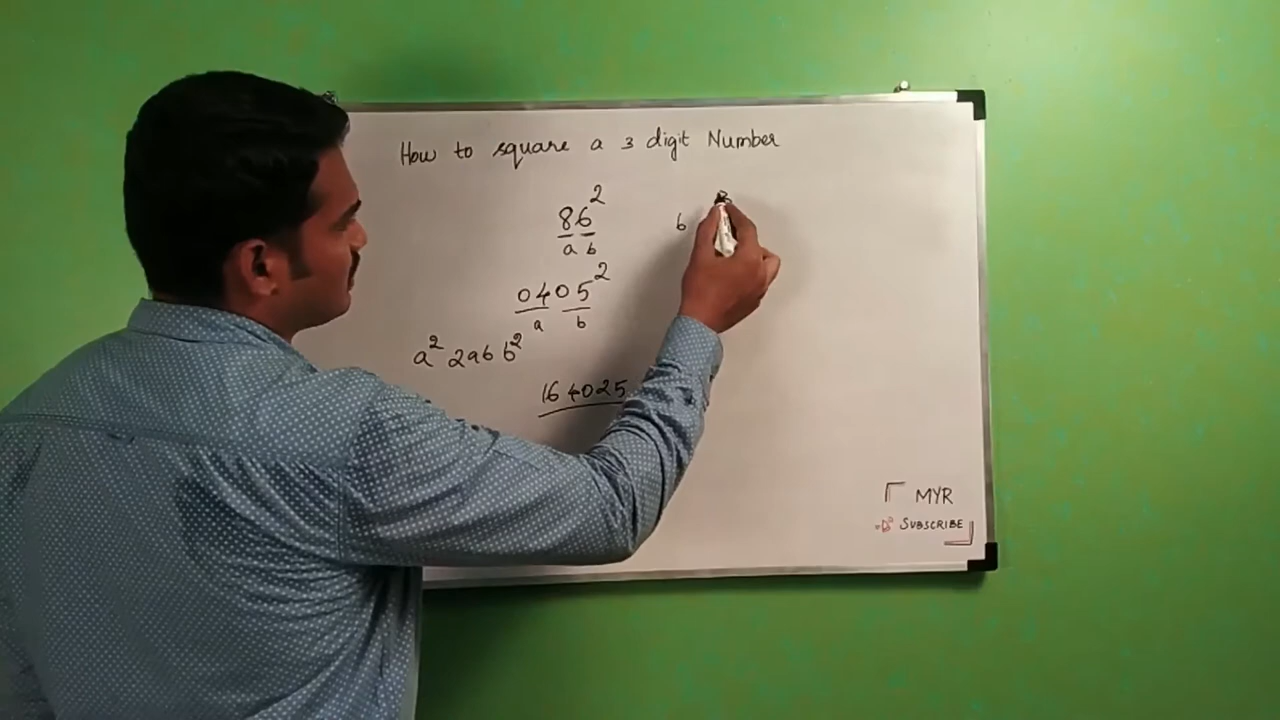 How to square a 3 digit Number
86²
a b
6
0405²
a b
a² 2ab b²
164025
MYR
SUBSCRIBE